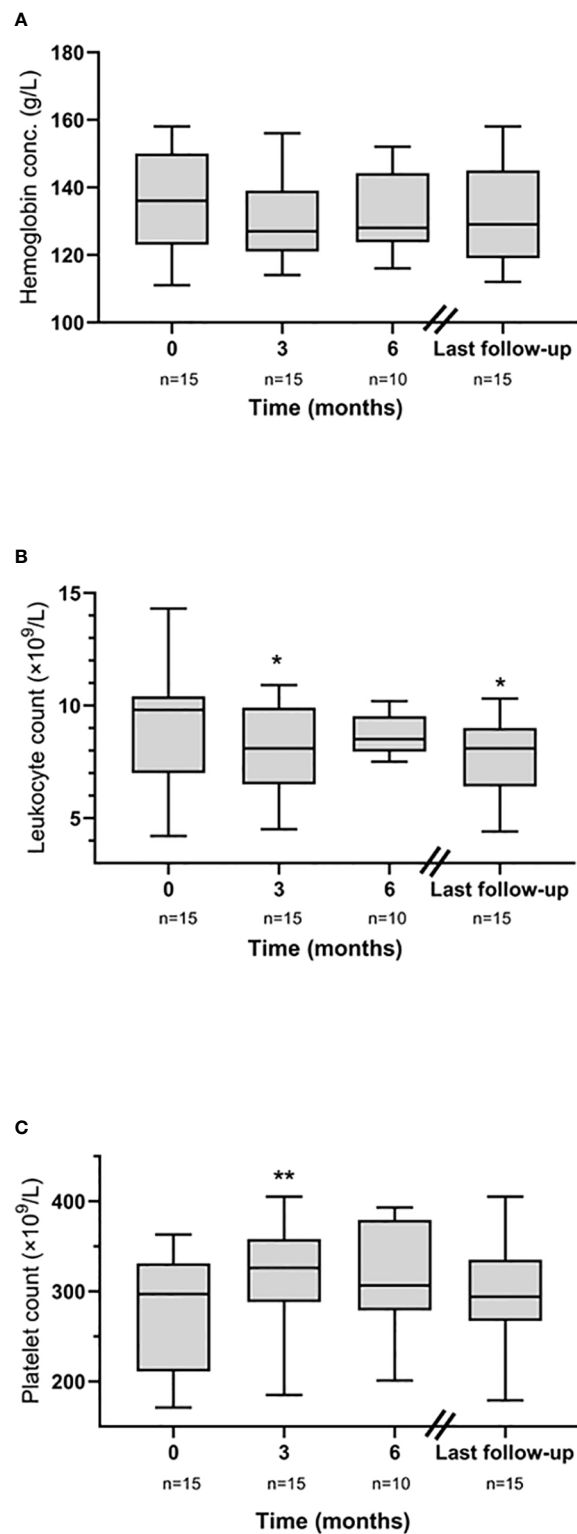 A
Hemoglobin conc. (g/L)
180
160
140
120
100
0 3 6 Last follow-up
n=15 n=15 n=10 n=15
Time (months)
B
Leukocyte count (×10⁹/L)
15
10
5
* *
0 3 6 Last follow-up
n=15 n=15 n=10 n=15
Time (months)
C
Platelet count (×10⁹/L)
400
300
200
**
0 3 6 Last follow-up
n=15 n=15 n=10 n=15
Time (months)